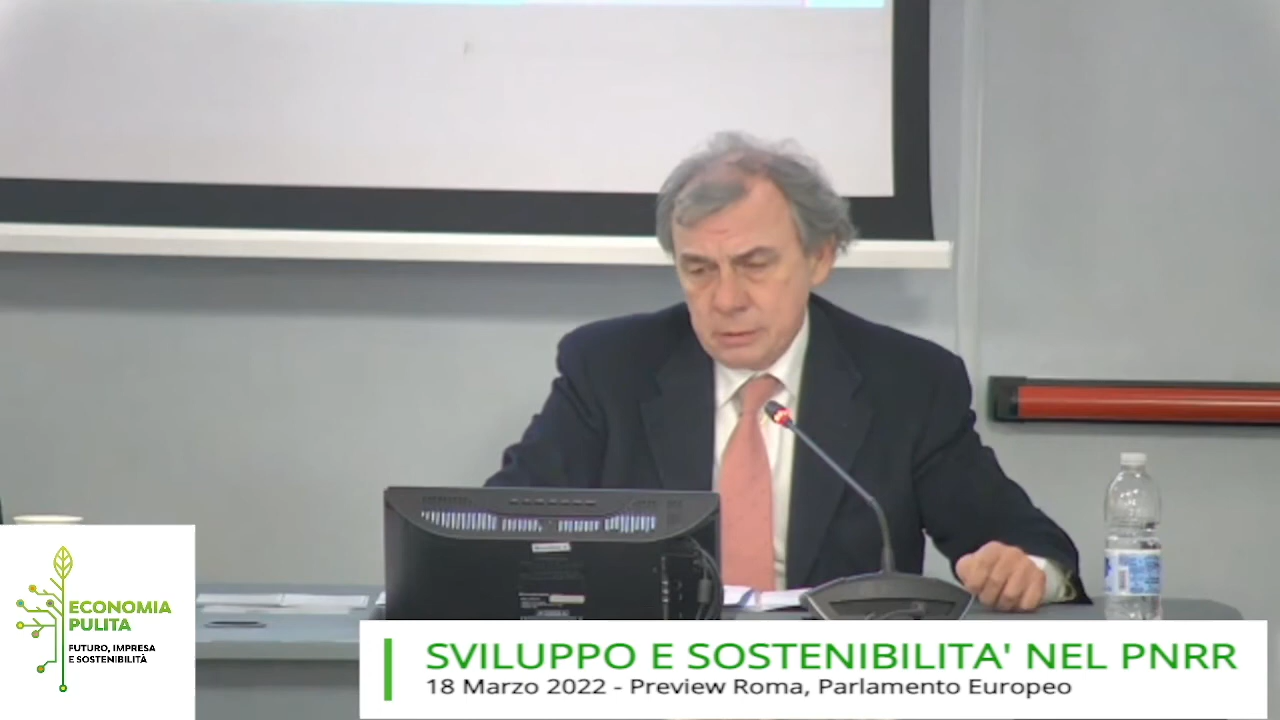 ECONOMIA
PULITA
FUTURO, IMPRESA
E SOSTENIBILITÀ
SVILUPPO E SOSTENIBILITA' NEL PNRR
18 Marzo 2022 - Preview Roma, Parlamento Europeo